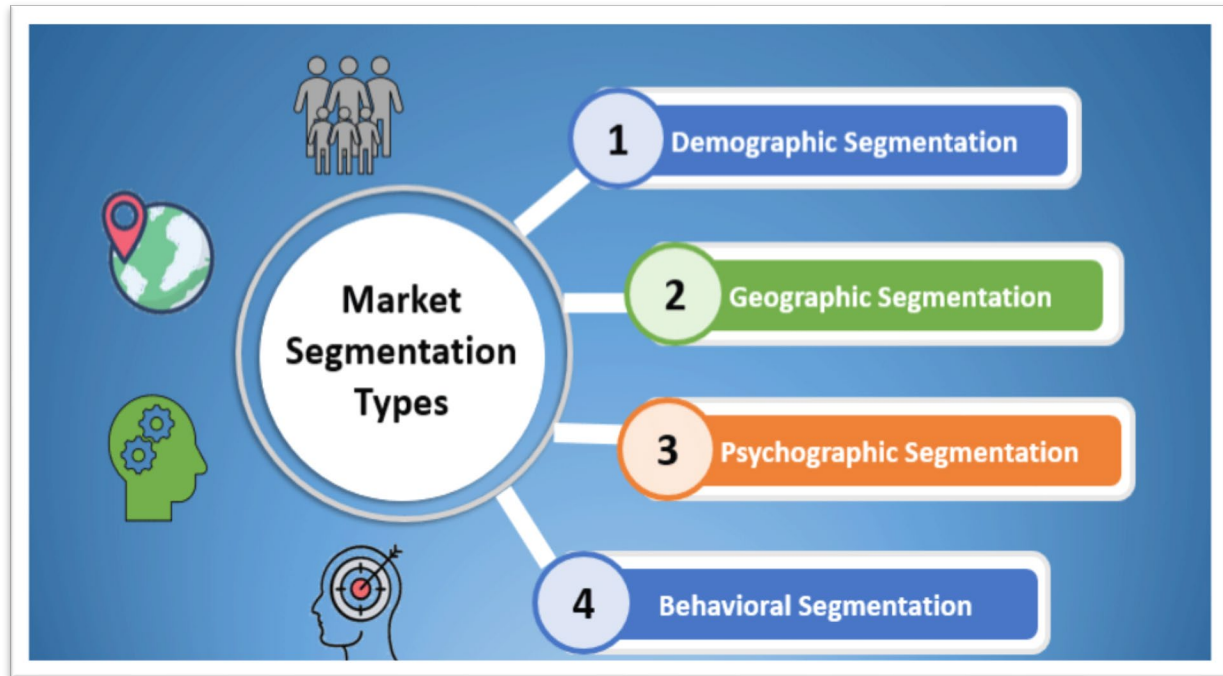 Market
Segmentation
Types
1
Demographic Segmentation
2
Geographic Segmentation
3
Psychographic Segmentation
4
Behavioral Segmentation